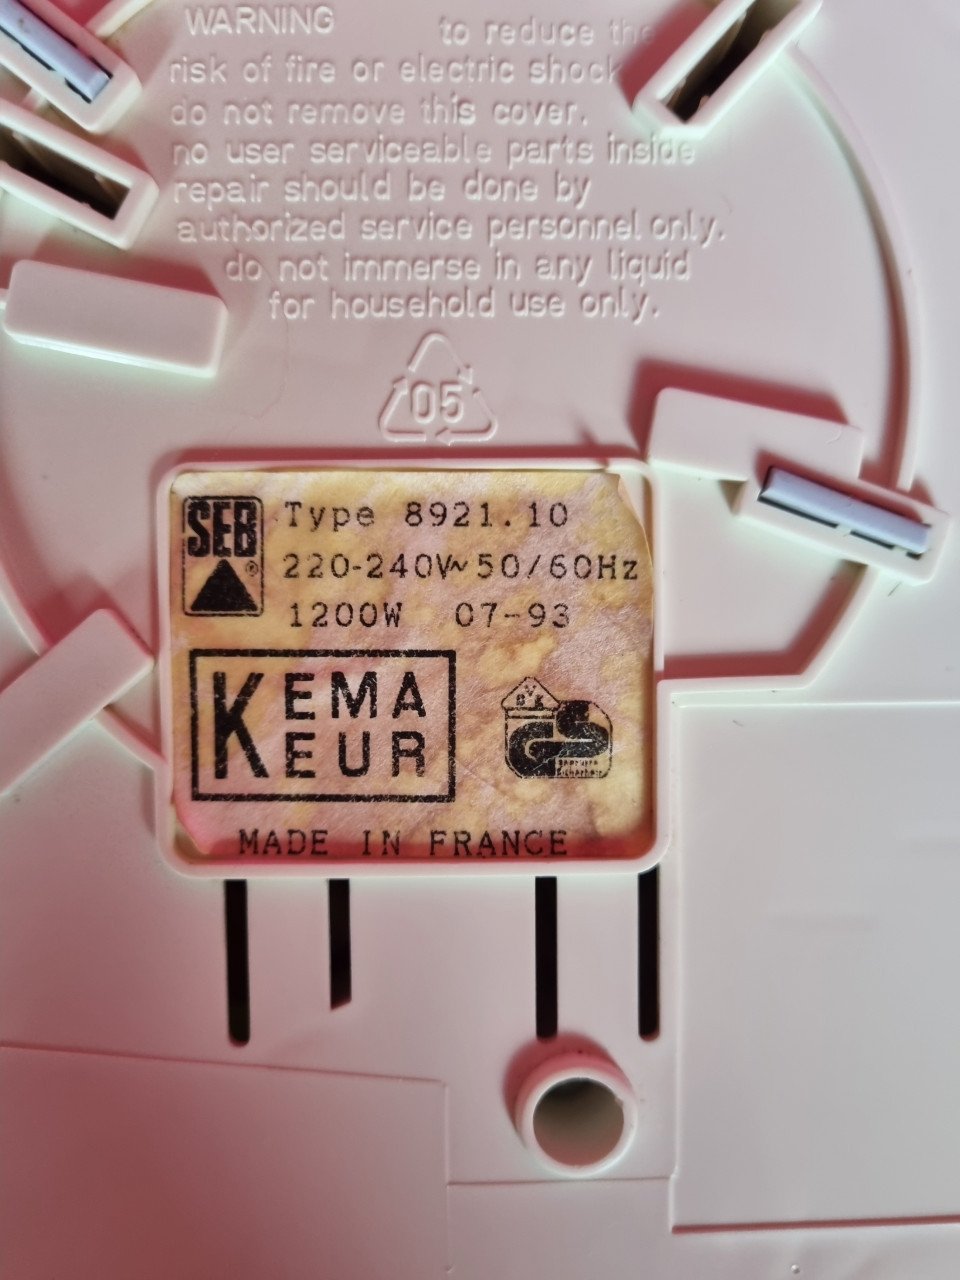 WARNING to reduce the
risk of fire or electric shock
do not remove this cover.
no user serviceable parts inside
repair should be done by
authorized service personnel only.
do not immerse in any liquid
for household use only.
05
SEB ®
Type 8921.10
220-240V~50/60Hz
1200W 07-93
KEMA
KEUR
VDE
GS
geprüfte
Sicherheit
MADE IN FRANCE